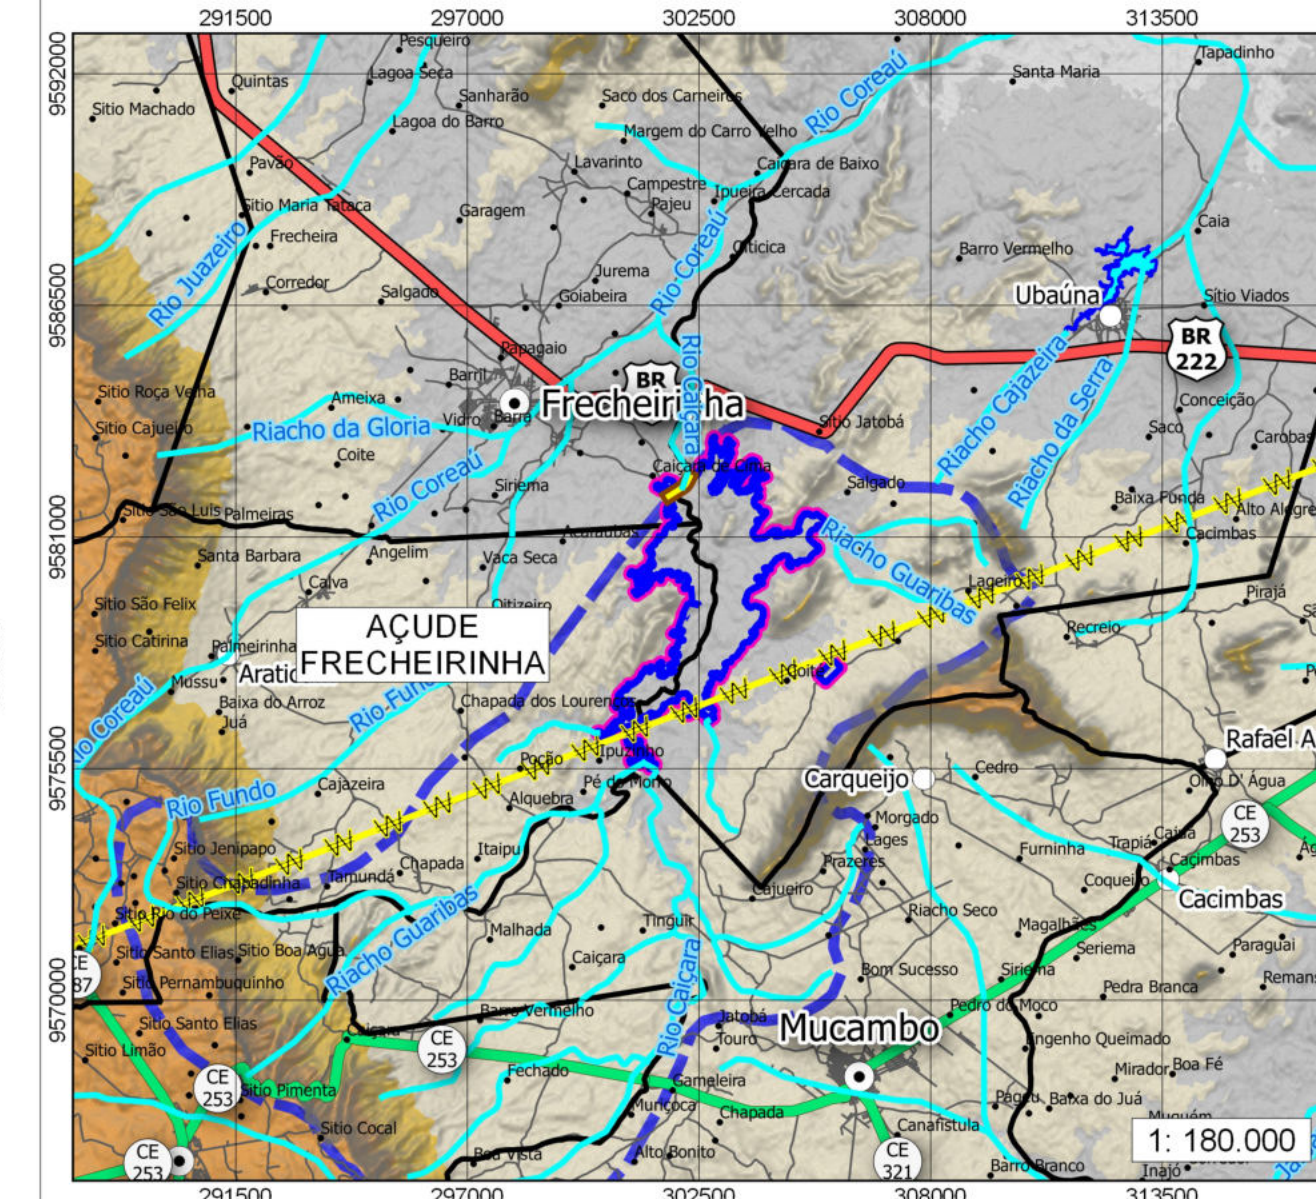 291500
297000
302500
308000
313500
9592000
9586500
9581000
9575500
9570000
Pesqueiro
Quintas
Lagoa Seca
Sanharão
Saco dos Carneiros
Rio Coreaú
Santa Maria
Tapadinho
Sitio Machado
Lagoa do Barro
Margem do Carro Velho
Pavão
Lavarinto
Caiçara de Baixo
Campestre
Ipueira Cercada
Sitio Maria Tataca
Garagem
Pajeu
Frecheira
Oiticica
Barro Vermelho
Caia
Rio Juazeiro
Corredor
Salgado
Jurema
Goiabeira
Rio Coreaú
Ubaúna
Sítio Viados
BR
222
Papagaio
Rio Caiçara
Barril
BR
Sitio Roça Velha
Ameixa
Vidro
Barra
Frecheirinha
Sitio Jatobá
Conceição
Sitio Cajueiro
Riacho da Gloria
Riacho Cajazeira
Riacho da Serra
Saco
Carobas
Coite
Rio Coreaú
Siriema
Caiçara de Cima
Salgado
Baixa Funda
Alto Alegre
Sitio São Luis
Palmeiras
Acaraubas
Cacimbas
Santa Barbara
Angelim
Vaca Seca
Riacho Guaribas
Lageiro
Calva
Oitizeiro
Pirajá
Sitio São Felix
AÇUDE
FRECHEIRINHA
Recreio
Sitio Catirina
Palmeirinha
Mussu
Baixa do Arroz
Juá
Chapada dos Lourenços
Coite
Rio Coreaú
Poção
Ipuzinho
Rafael A
Cajazeira
Pé do Morro
Carqueijo
Cedro
Olho D' Água
Rio Fundo
Alquebra
Morgado
CE
253
Sitio Jenipapo
Itaipu
Lages
Furninha
Trapiá
Caiua
Chapada
Prazeres
Caçimbas
Sitio Chapadinha
Tamundá
Cajueiro
Coqueiro
Cacimbas
Sitio Rio do Peixe
Tinguir
Riacho Seco
Magalhães
Sitio Santo Elias
Sitio Boa Agua
Riacho Guaribas
Malhada
Seriema
Paraguai
Caiçara
Bom Sucesso
Siriema
Sitio Pernambuquinho
Pedra Branca
Barro Vermelho
Rio Caiçara
Jatobá
Pedro do Moco
Sitio Santo Elias
CE
253
Touro
Mucambo
Engenho Queimado
Sitio Limão
Fechado
Gameleira
Mirador
Boa Fé
CE
253
Sitio Pimenta
Munçoca
Chapada
Baixa do Juá
Sitio Cocal
Canafistula
CE
253
Boa Vista
Alto Bonito
CE
321
Barro Branco
Inajó
1: 180.000
291500
297000
302500
308000
313500